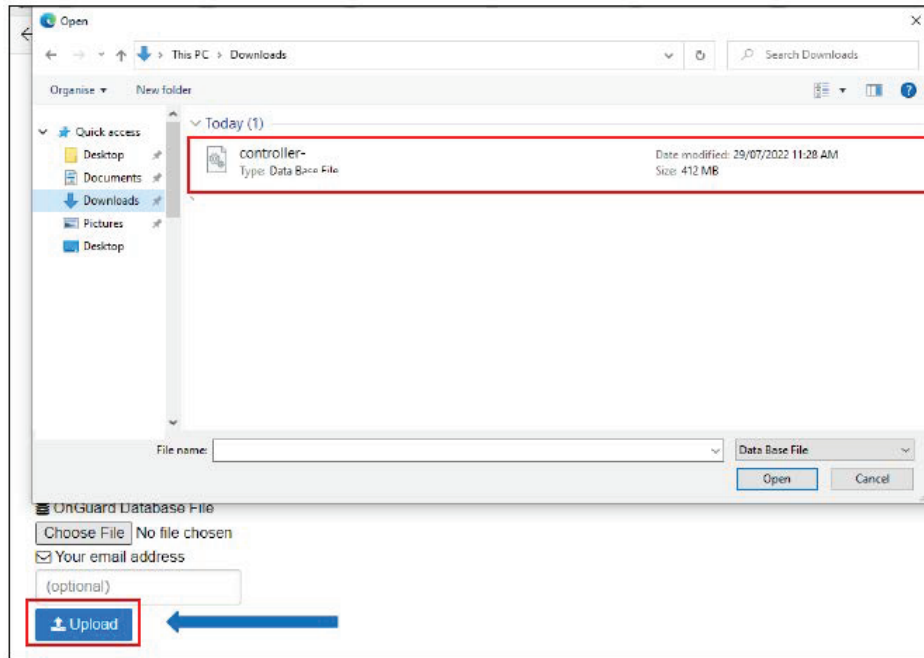 Open
This PC > Downloads
Search Downloads
Organise
New folder
Quick access
Desktop
Documents
Downloads
Pictures
Desktop
Today (1)
controller-
Date modified: 29/07/2022 11:28 AM
Type: Data Base File
Size: 412 MB
File name:
Data Base File
Open
Cancel
OnGuard Database File
Choose File No file chosen
Your email address
(optional)
Upload